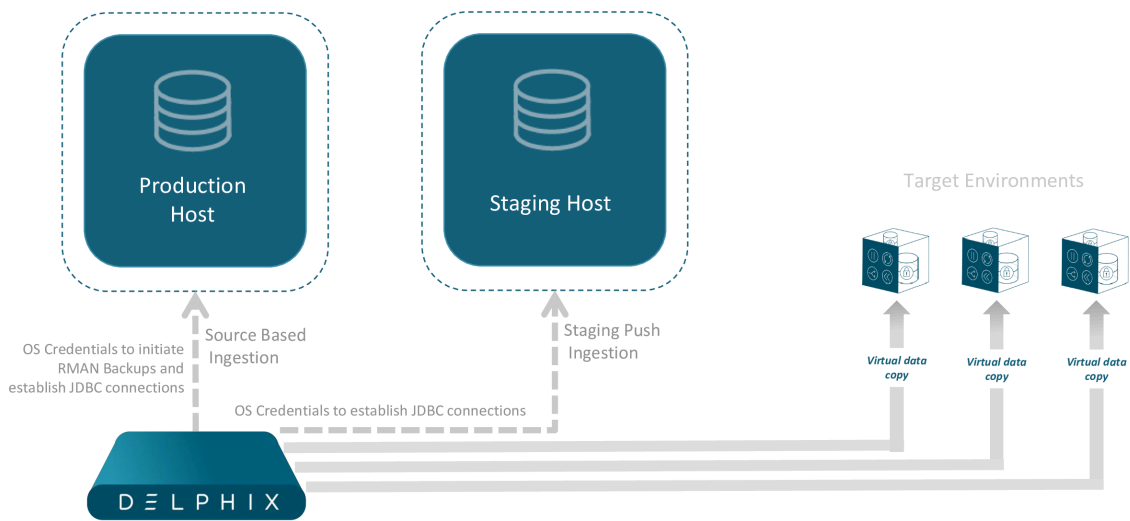 Production
Host
Staging Host
Target Environments
Source Based
Ingestion
OS Credentials to initiate
RMAN Backups and
establish JDBC connections
Staging Push
Ingestion
OS Credentials to establish JDBC connections
Virtual data
copy
Virtual data
copy
Virtual data
copy
DELPHIX